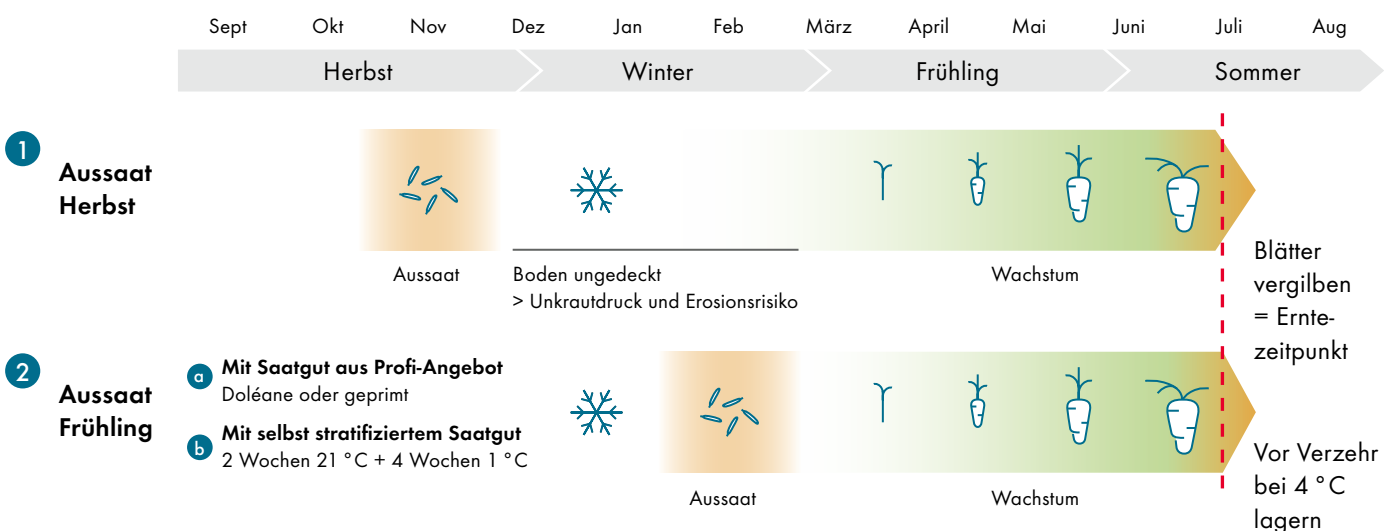 Sept Okt Nov Dez Jan Feb März April Mai Juni Juli Aug
Herbst Winter Frühling Sommer
1
Aussaat
Herbst
Aussaat
Boden ungedeckt
> Unkrautdruck und Erosionsrisiko
Wachstum
Blätter
vergilben
= Ernte-
zeitpunkt
2
Aussaat
Frühling
a Mit Saatgut aus Profi-Angebot
Doléane oder geprimt
b Mit selbst stratifiziertem Saatgut
2 Wochen 21 °C + 4 Wochen 1 °C
Aussaat
Wachstum
Vor Verzehr
bei 4 °C
lagern